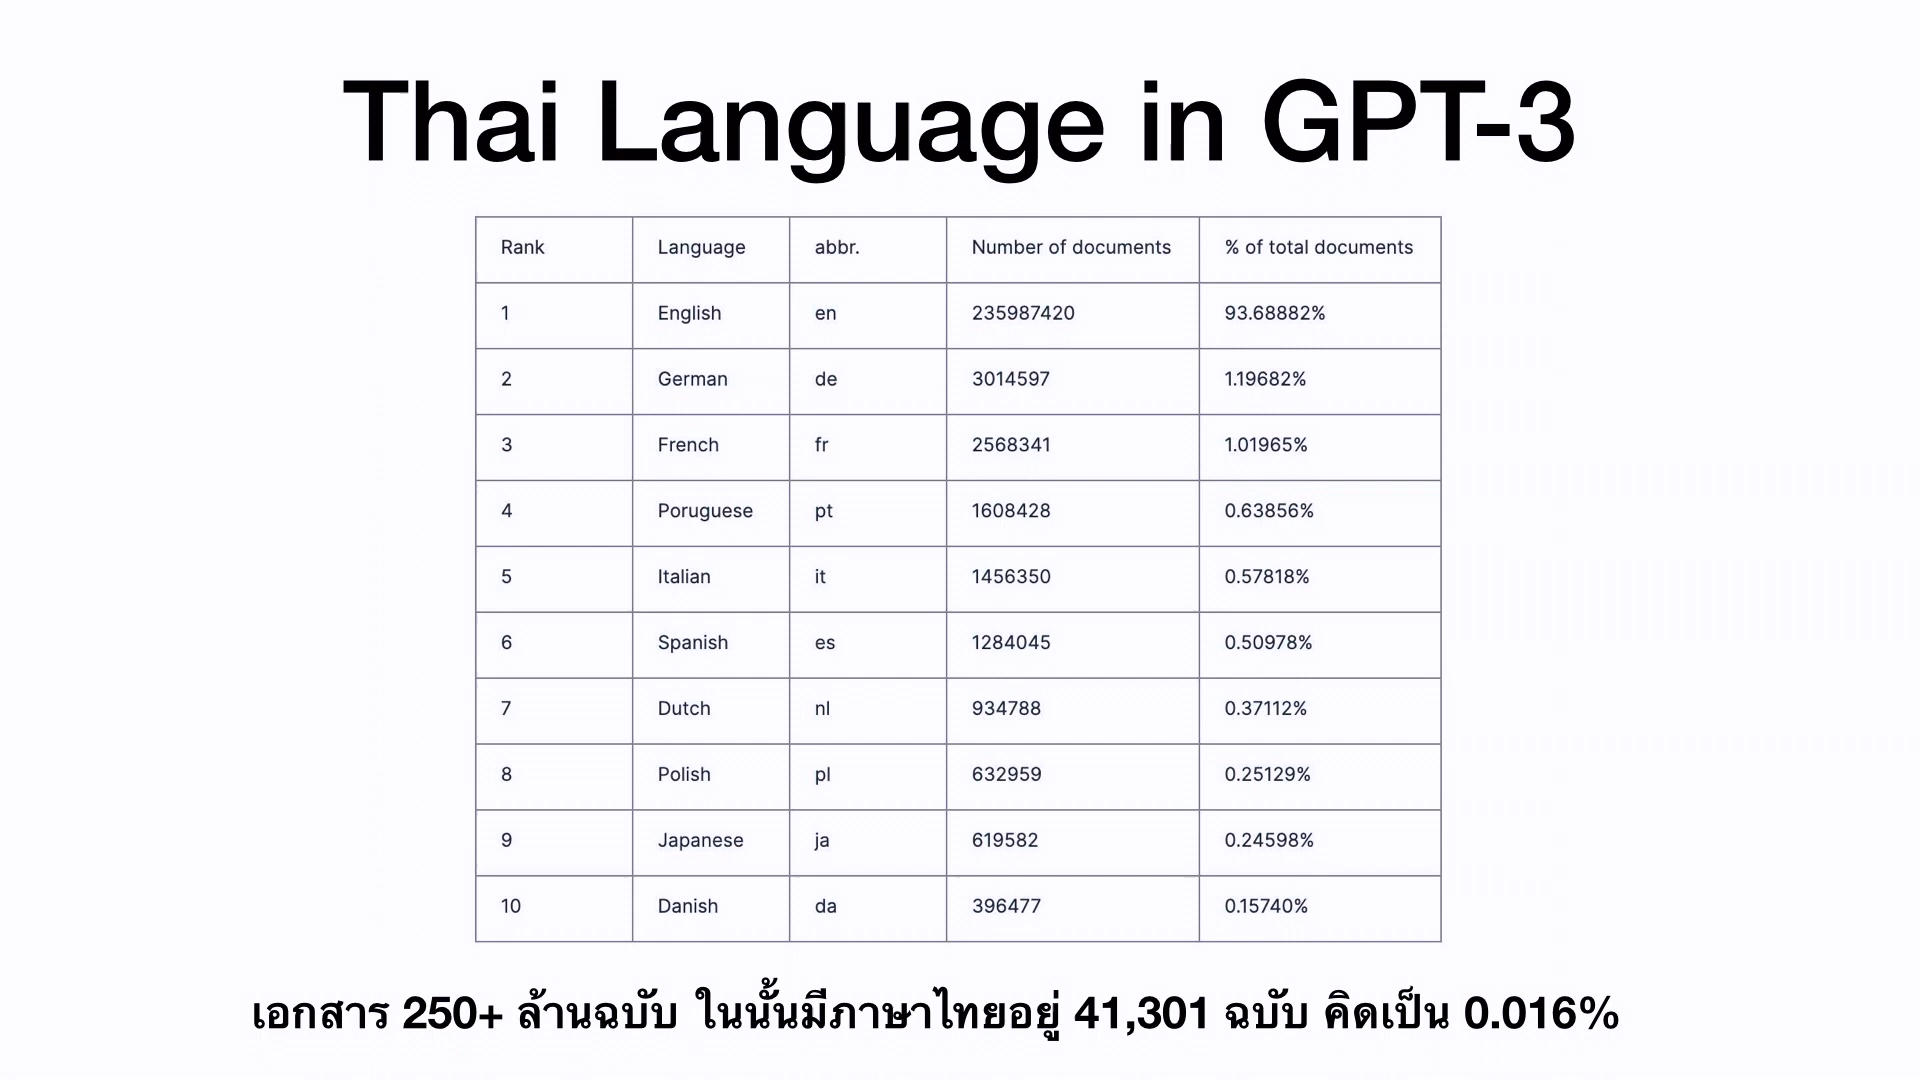 Thai Language in GPT-3
Rank Language abbr. Number of documents % of total documents
1 English en 235987420 93.68882%
2 German de 3014597 1.19682%
3 French fr 2568341 1.01965%
4 Poruguese pt 1608428 0.63856%
5 Italian it 1456350 0.57818%
6 Spanish es 1284045 0.50978%
7 Dutch nl 934788 0.37112%
8 Polish pl 632959 0.25129%
9 Japanese ja 619582 0.24598%
10 Danish da 396477 0.15740%
เอกสาร 250+ ล้านฉบับ ในนั้นมีภาษาไทยอยู่ 41,301 ฉบับ คิดเป็น 0.016%